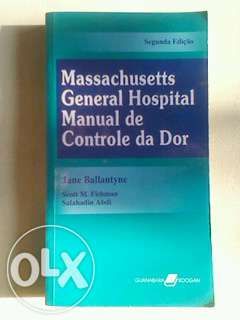 Segunda Edição
Massachusetts
General Hospital
Manual de
Controle da Dor
Jane Ballantyne
Scott M. Fishman
Salahadin Abdi
OLX
GUANABARA KOOGAN